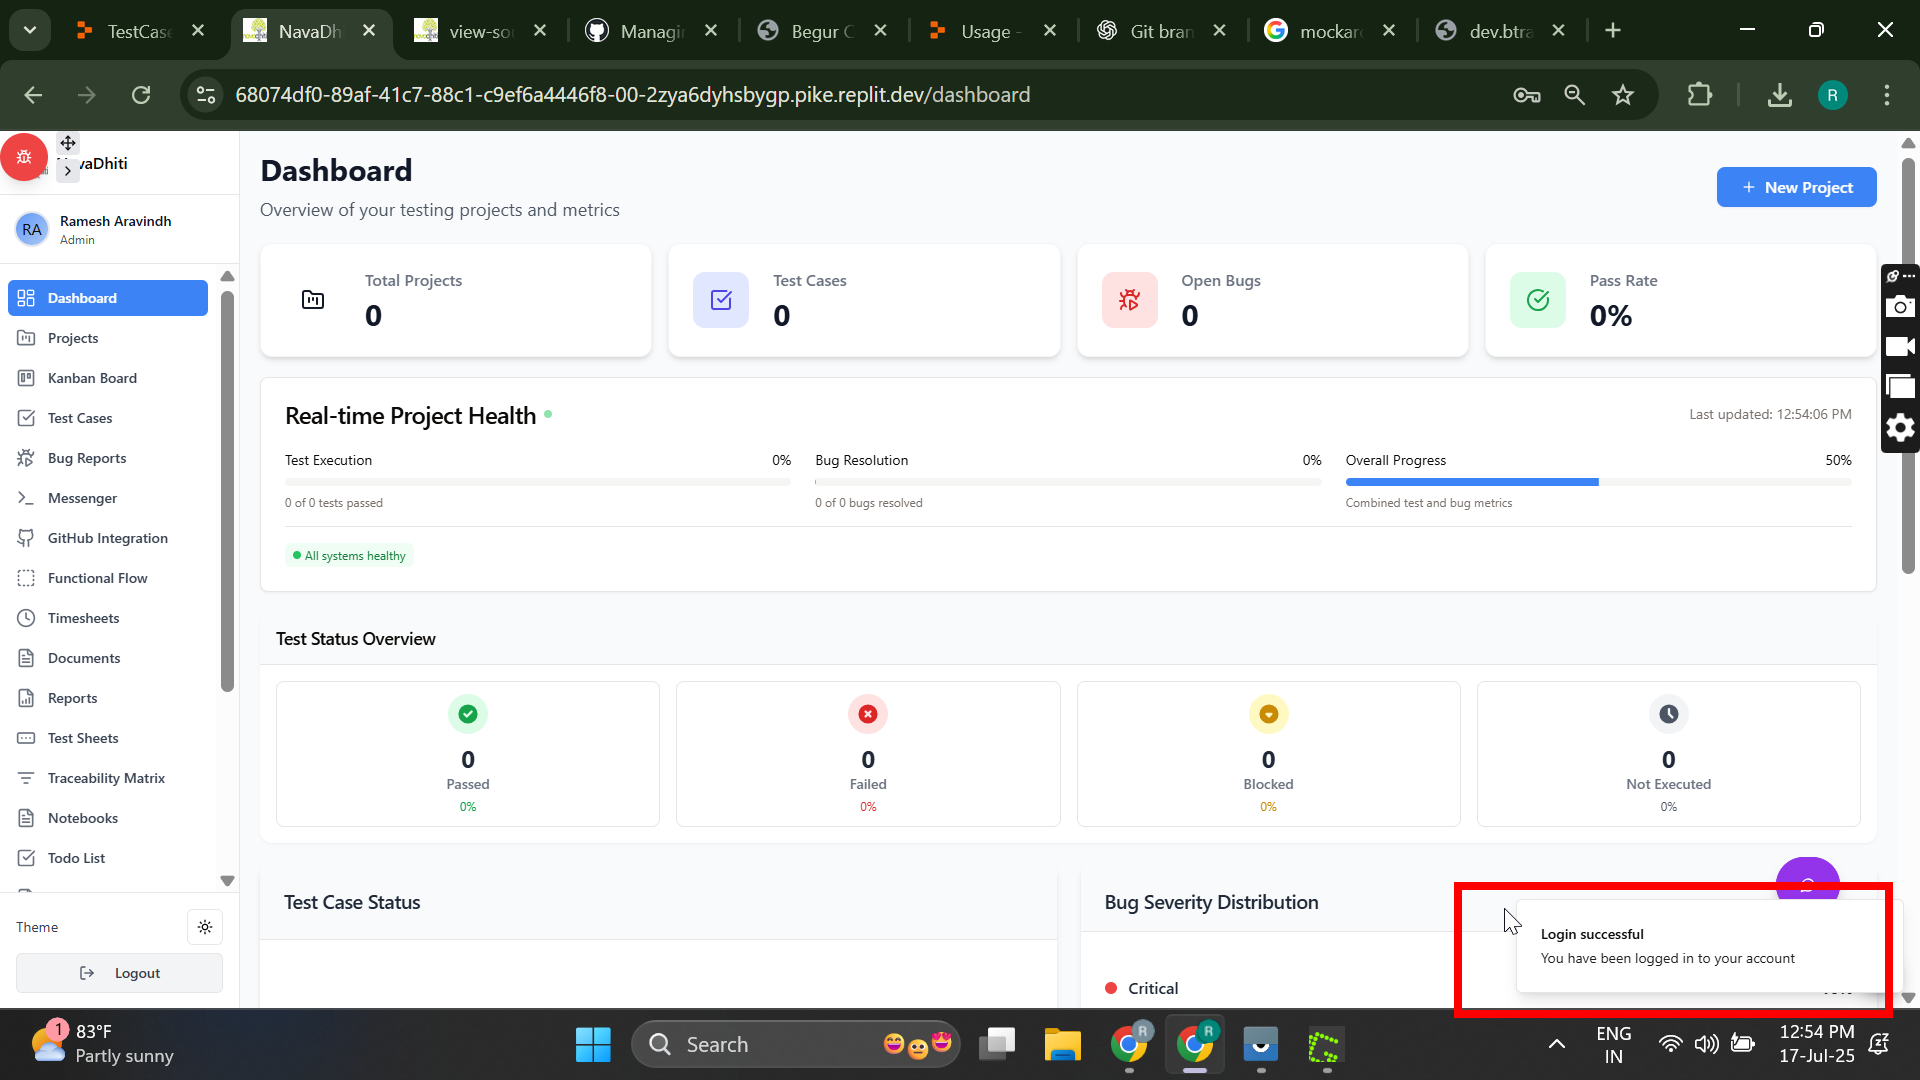 TestCase
NavaDh
view-so
Managi
Begur C
Usage -
Git bran
mockar
dev.btra
68074df0-89af-41c7-88c1-c9ef6a4446f8-00-2zya6dyhsbygp.pike.replit.dev/dashboard
R
vaDhiti
RA
Ramesh Aravindh
Admin
Dashboard
Projects
Kanban Board
Test Cases
Bug Reports
Messenger
GitHub Integration
Functional Flow
Timesheets
Documents
Reports
Test Sheets
Traceability Matrix
Notebooks
Todo List
Theme
Logout
Dashboard
Overview of your testing projects and metrics
New Project
Total Projects
0
Test Cases
0
Open Bugs
0
Pass Rate
0%
Real-time Project Health
Last updated: 12:54:06 PM
Test Execution 0%
0 of 0 tests passed
Bug Resolution 0%
0 of 0 bugs resolved
Overall Progress 50%
Combined test and bug metrics
All systems healthy
Test Status Overview
0
Passed
0%
0
Failed
0%
0
Blocked
0%
0
Not Executed
0%
Test Case Status
Bug Severity Distribution
Critical
Login successful
You have been logged in to your account
1
83°F
Partly sunny
Search
R
R
ENG
IN
12:54 PM
17-Jul-25